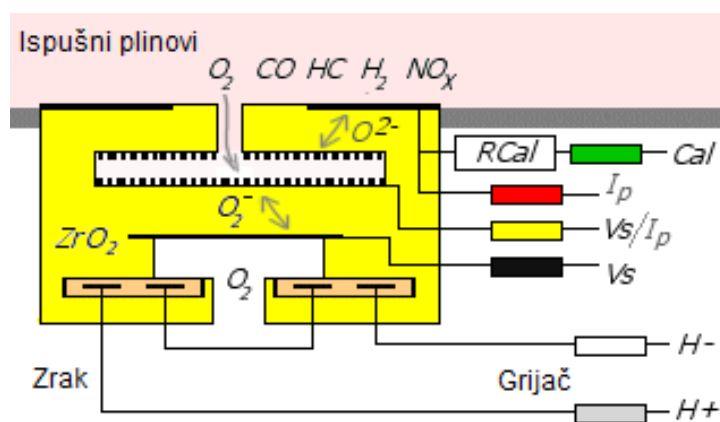 Ispušni plinovi
O₂ CO HC H₂ NOₓ
O²⁻
RCal Cal
Iₚ
O₂⁻
Vs/Iₚ
ZrO₂
Vs
O₂
H-
Zrak Grijač
H+